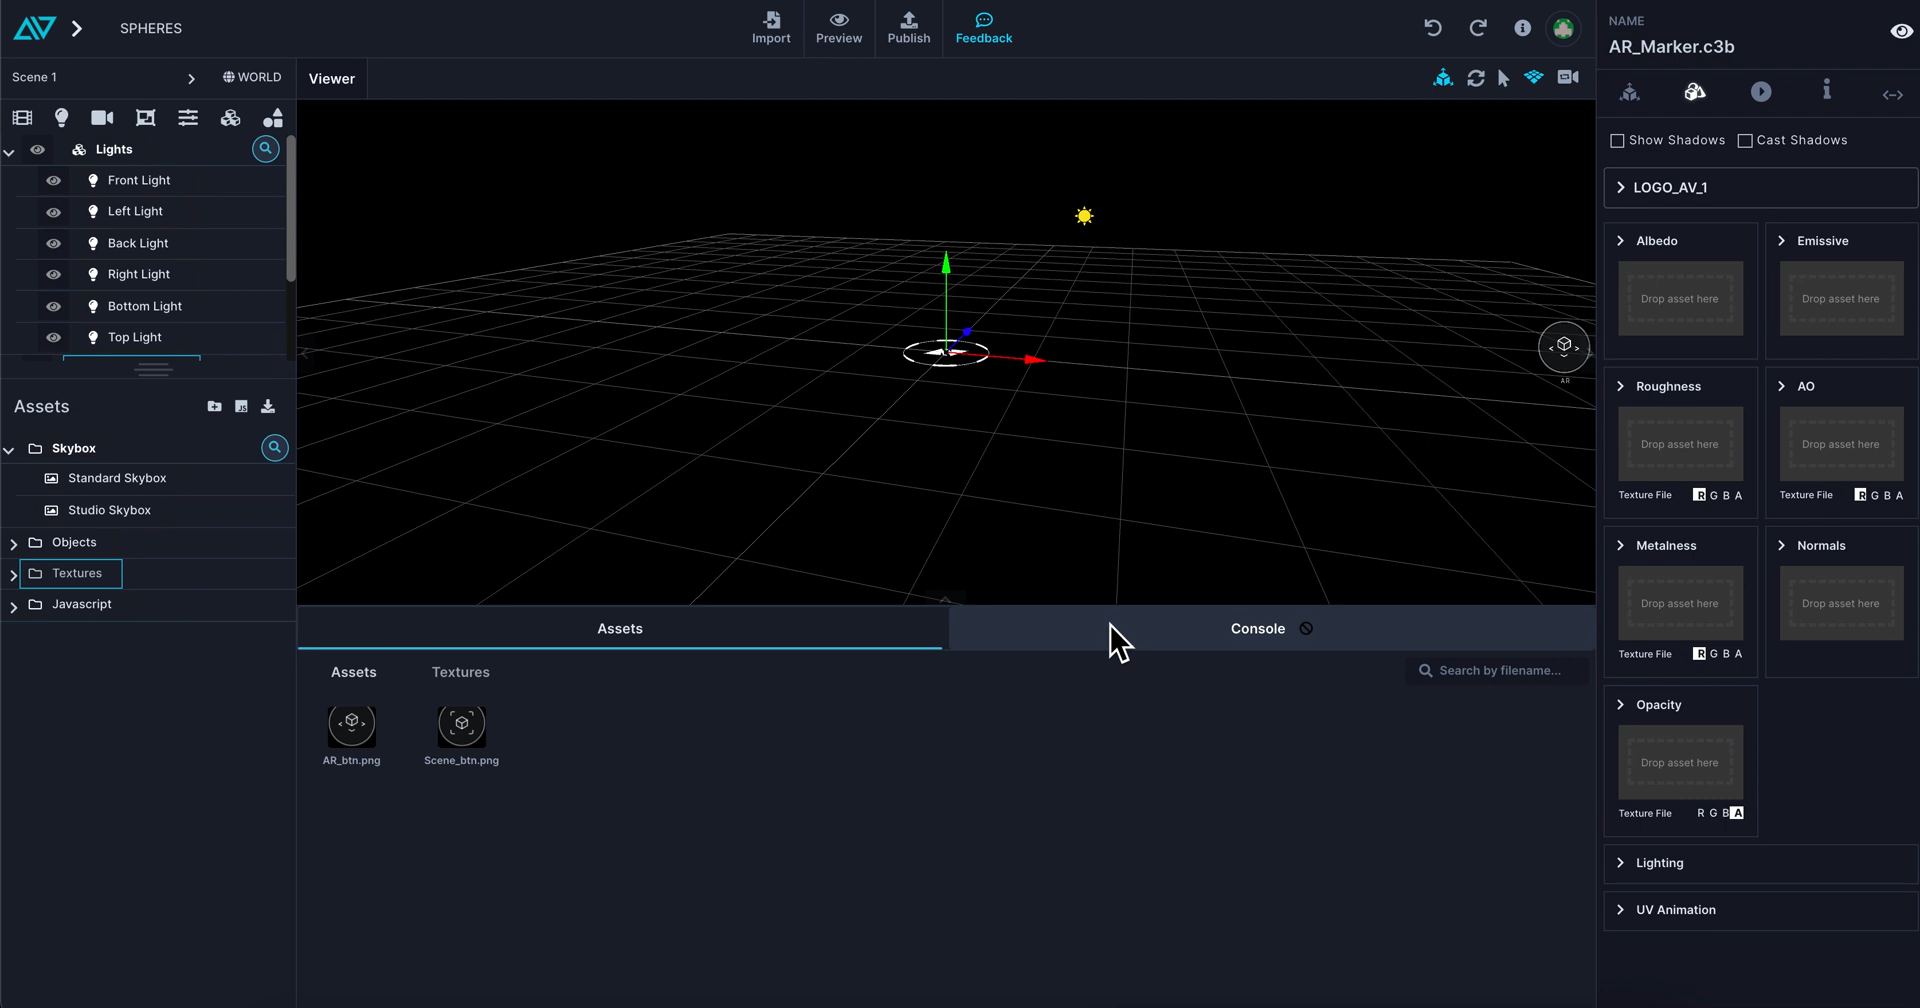 SPHERES
Import
Preview
Publish
Feedback
NAME
AR_Marker.c3b
Scene 1
WORLD
Viewer
Lights
Front Light
Left Light
Back Light
Right Light
Bottom Light
Top Light
AR
Assets
JS
Skybox
Standard Skybox
Studio Skybox
Objects
Textures
Javascript
Assets
Console
Assets
Textures
Search by filename...
AR_btn.png
Scene_btn.png
Show Shadows
Cast Shadows
LOGO_AV_1
Albedo
Drop asset here
Emissive
Drop asset here
Roughness
Drop asset here
Texture File R G B A
AO
Drop asset here
Texture File R G B A
Metalness
Drop asset here
Texture File R G B A
Normals
Drop asset here
Opacity
Drop asset here
Texture File R G B A
Lighting
UV Animation